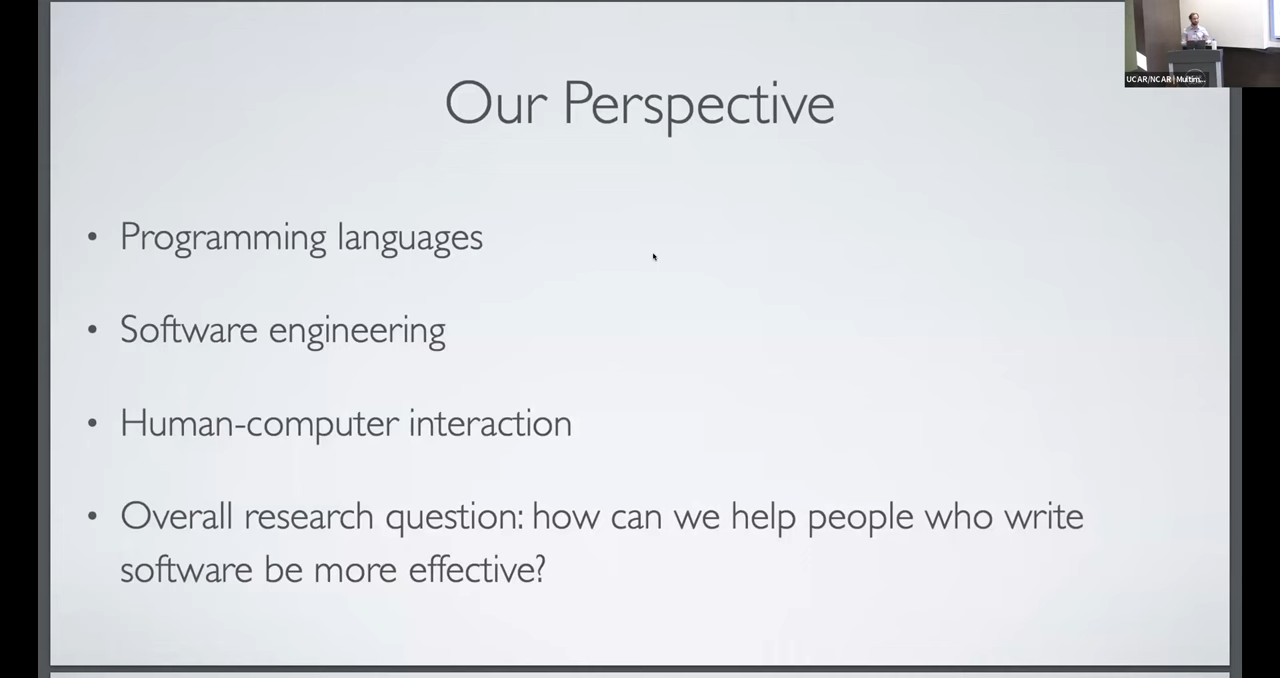 UCAR/NCAR | Multim...
Our Perspective
• Programming languages
• Software engineering
• Human-computer interaction
• Overall research question: how can we help people who write
software be more effective?